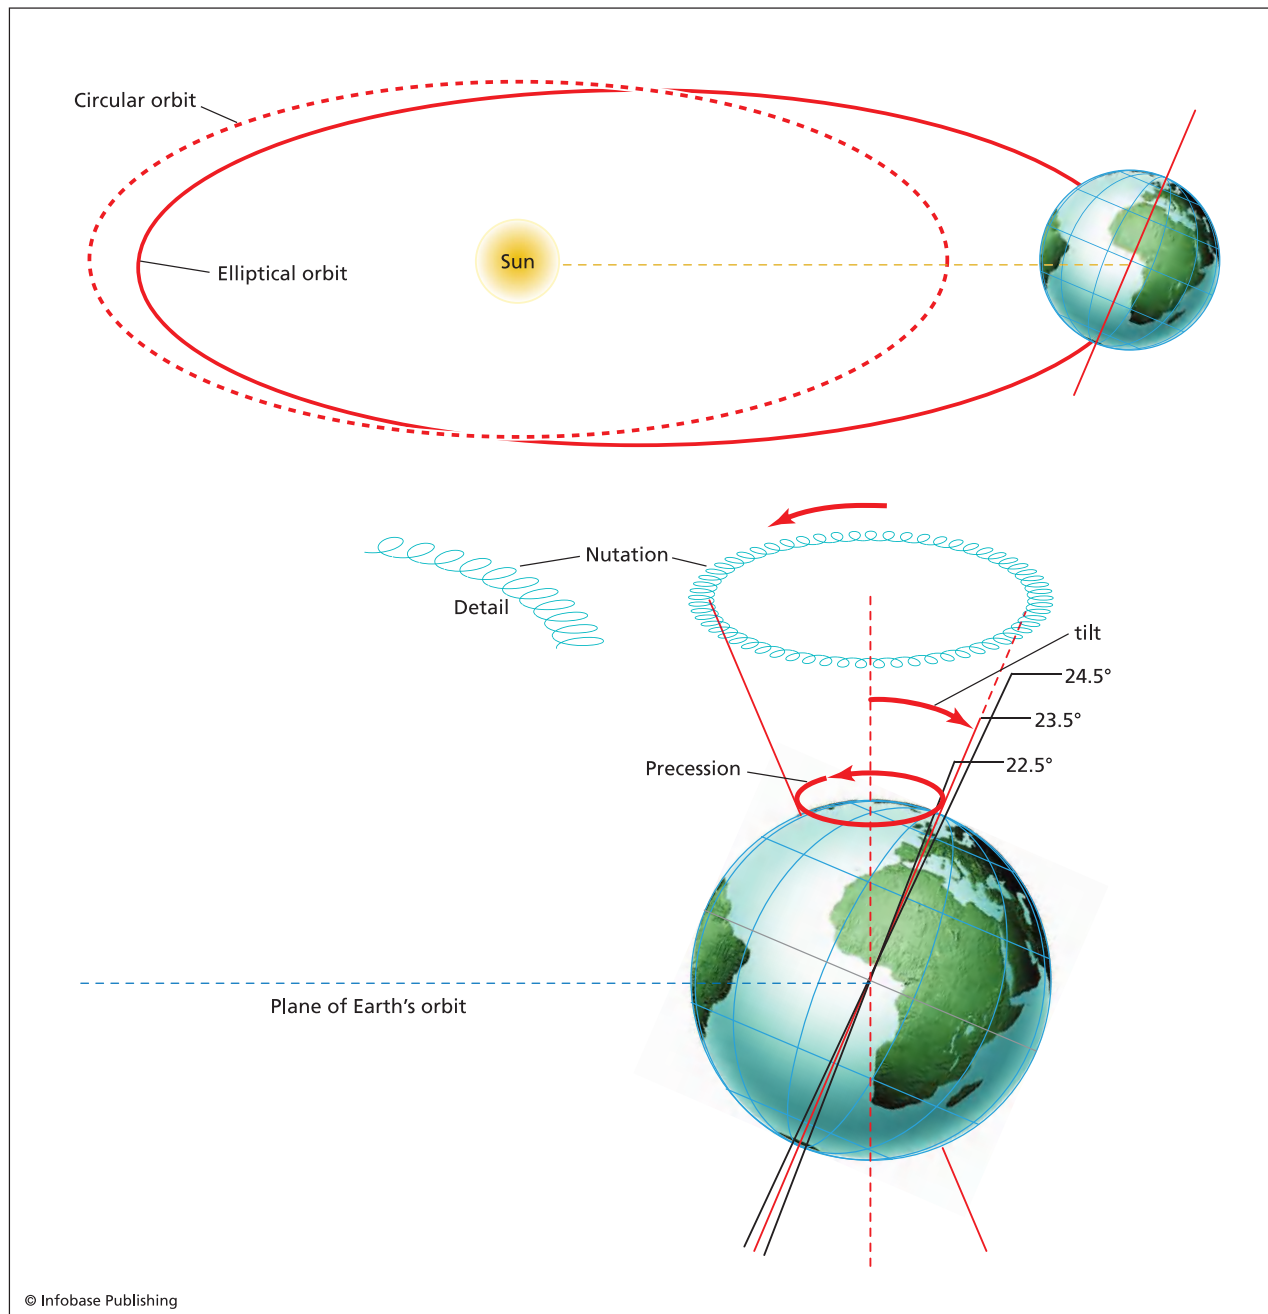 Circular orbit
Sun
Elliptical orbit
Nutation
Detail
tilt
24.5°
23.5°
22.5°
Precession
Plane of Earth’s orbit
© Infobase Publishing